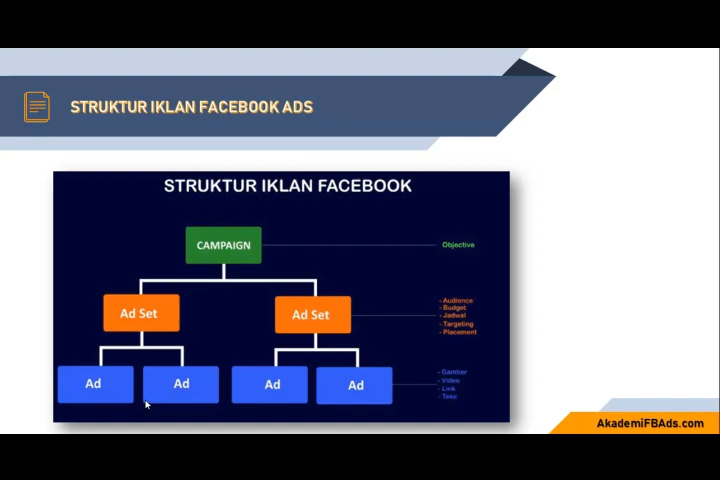 STRUKTUR IKLAN FACEBOOK ADS
STRUKTUR IKLAN FACEBOOK
CAMPAIGN
Objective
Ad Set
Ad Set
- Audience
- Budget
- Jadwal
- Targeting
- Placement
Ad
Ad
Ad
Ad
- Gambar
- Video
- Link
- Teks
AkademiFBAds.com